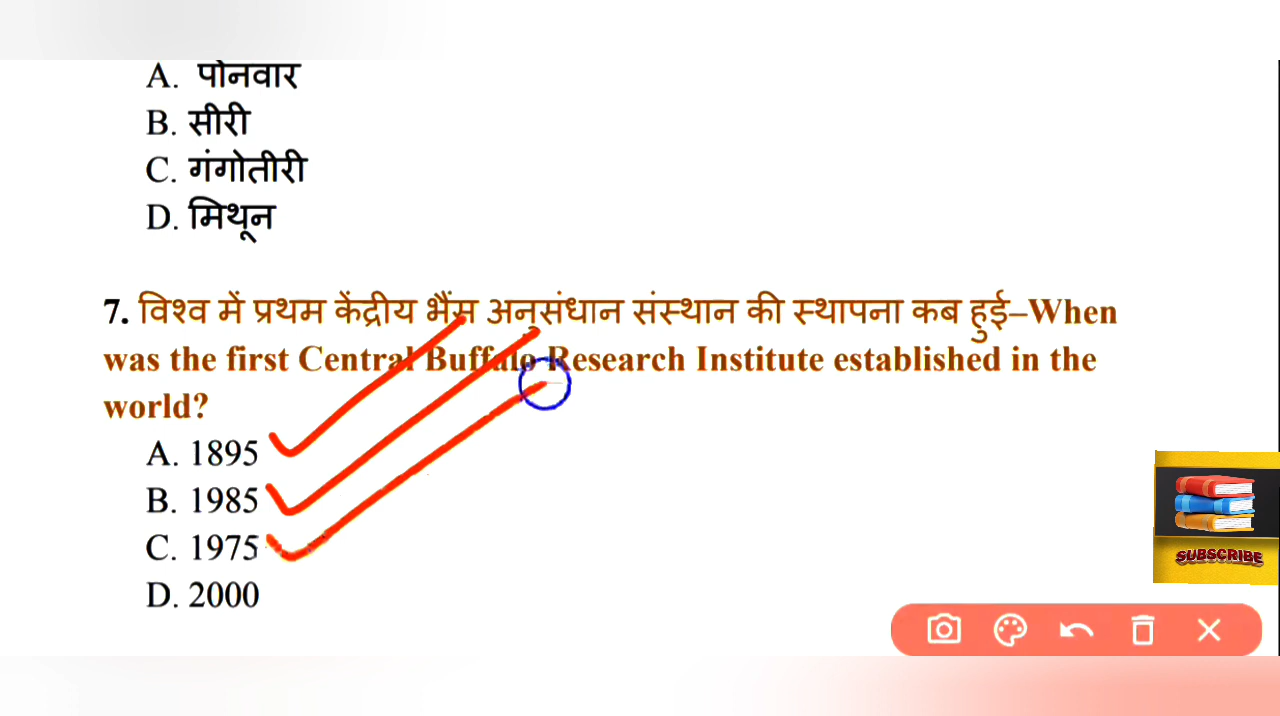 A. पोनवार
B. सीरी
C. गंगोतीरी
D. मिथून
7. विश्व में प्रथम केंद्रीय भैंस अनुसंधान संस्थान की स्थापना कब हुई–When
was the first Central Buffalo Research Institute established in the
world?
A. 1895
B. 1985
C. 1975
D. 2000
SUBSCRIBE